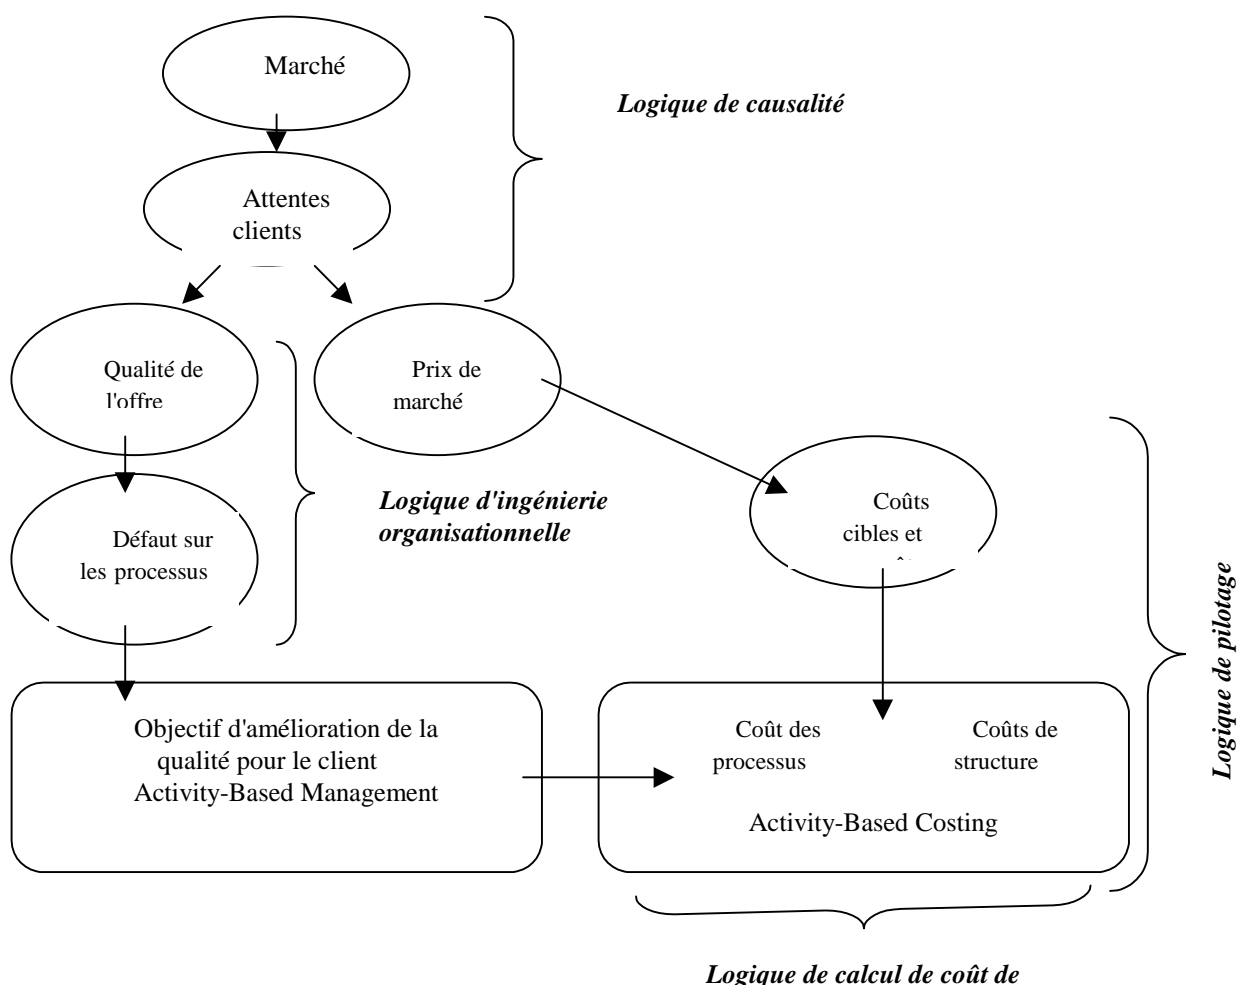 Marché
Logique de causalité
Attentes
clients
Qualité de
l'offre
Prix de
marché
Logique d'ingénierie
organisationnelle
Coûts
cibles et
Défaut sur
les processus
Logique de pilotage
Objectif d'amélioration de la
qualité pour le client
Activity-Based Management
Coût des
processus
Coûts de
structure
Activity-Based Costing
Logique de calcul de coût de